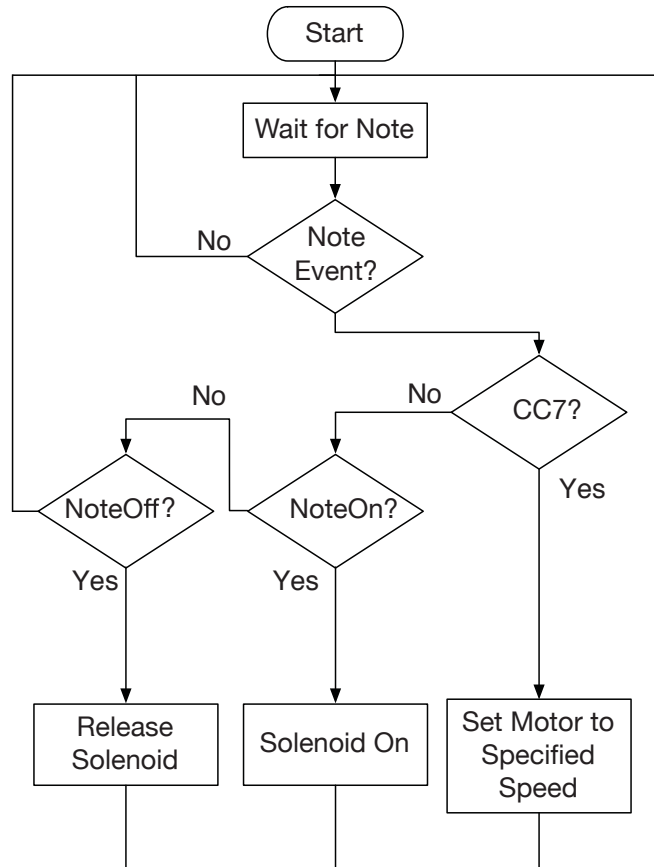 Start
Wait for Note
No
Note
Event?
No
No
CC7?
NoteOff?
NoteOn?
Yes
Yes
Yes
Release
Solenoid
Solenoid On
Set Motor to
Specified
Speed